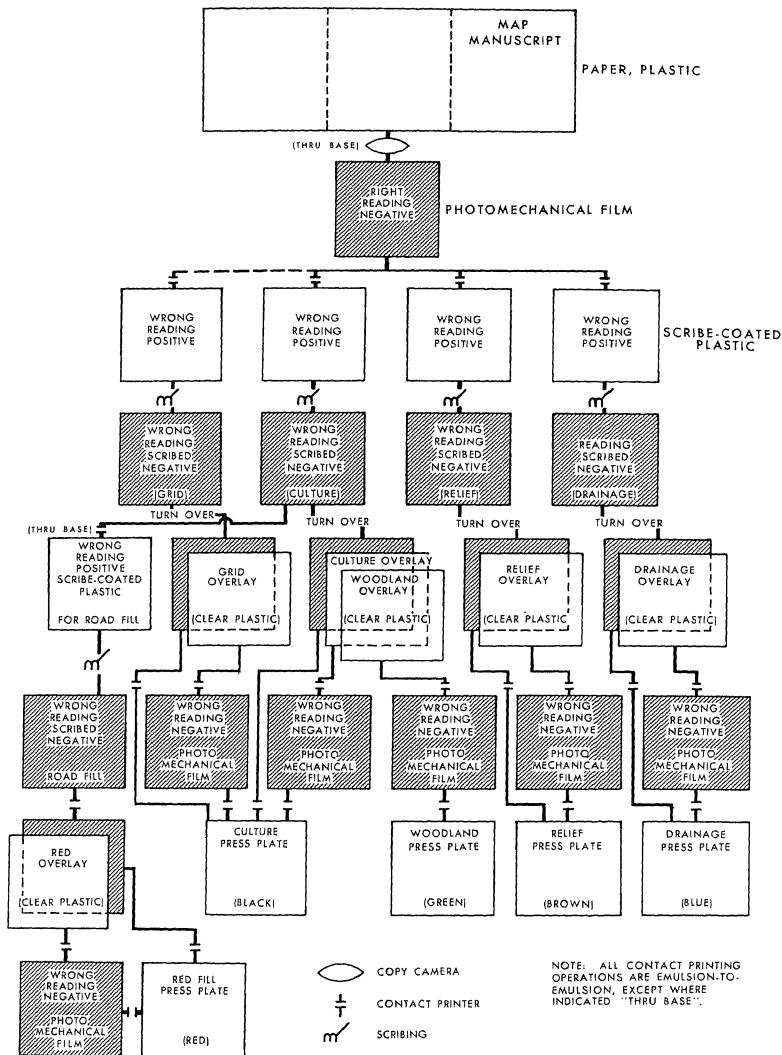 MAP
MANUSCRIPT
PAPER, PLASTIC
(THRU BASE)
RIGHT
READING
NEGATIVE
PHOTOMECHANICAL FILM
WRONG
READING
POSITIVE
WRONG
READING
POSITIVE
WRONG
READING
POSITIVE
WRONG
READING
POSITIVE
SCRIBE-COATED
PLASTIC
WRONG
READING
SCRIBED
NEGATIVE
(GRID)
WRONG
READING
SCRIBED
NEGATIVE
(CULTURE)
WRONG
READING
SCRIBED
NEGATIVE
(RELIEF)
READING
SCRIBED
NEGATIVE
(DRAINAGE)
TURN OVER
TURN OVER
TURN OVER
TURN OVER
(THRU BASE)
WRONG
READING
POSITIVE
SCRIBE-COATED
PLASTIC
FOR ROAD FILL
GRID
OVERLAY
(CLEAR PLASTIC)
CULTURE OVERLAY
WOODLAND
OVERLAY
(CLEAR PLASTIC)
RELIEF
OVERLAY
(CLEAR PLASTIC)
DRAINAGE
OVERLAY
(CLEAR PLASTIC)
WRONG
READING
SCRIBED
NEGATIVE
ROAD FILL
WRONG
READING
NEGATIVE
PHOTO
MECHANICAL
FILM
WRONG
READING
NEGATIVE
PHOTO
MECHANICAL
FILM
WRONG
READING
NEGATIVE
PHOTO
MECHANICAL
FILM
WRONG
READING
NEGATIVE
PHOTO
MECHANICAL
FILM
WRONG
READING
NEGATIVE
PHOTO
MECHANICAL
FILM
RED
OVERLAY
(CLEAR PLASTIC)
CULTURE
PRESS PLATE
(BLACK)
WOODLAND
PRESS PLATE
(GREEN)
RELIEF
PRESS PLATE
(BROWN)
DRAINAGE
PRESS PLATE
(BLUE)
WRONG
READING
NEGATIVE
PHOTO
MECHANICAL
FILM
RED FILL
PRESS PLATE
(RED)
COPY CAMERA
CONTACT PRINTER
SCRIBING
NOTE: ALL CONTACT PRINTING
OPERATIONS ARE EMULSION-TO-
EMULSION, EXCEPT WHERE
INDICATED "THRU BASE".